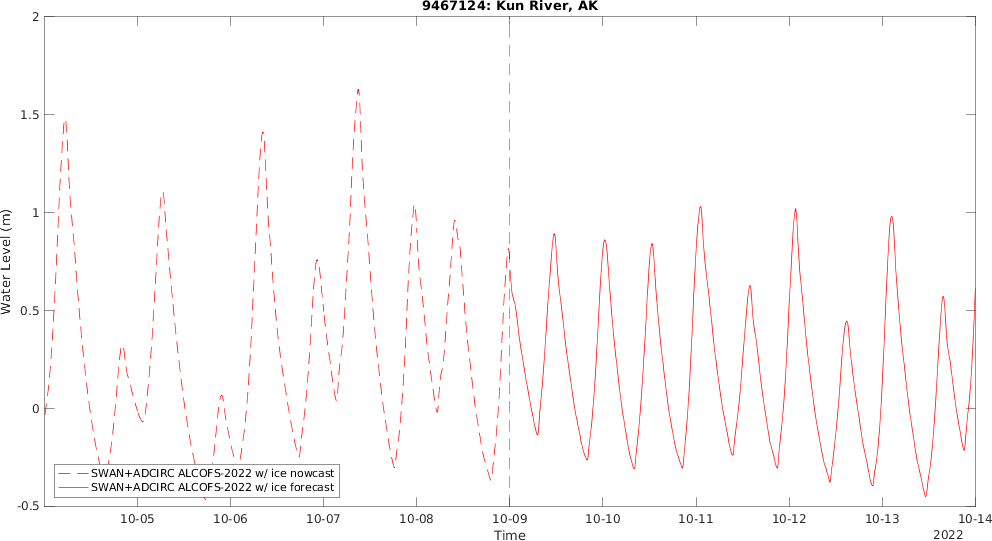 9467124: Kun River, AK
Water Level (m)
2
1.5
1
0.5
0
-0.5
SWAN+ADCIRC ALCOFS-2022 w/ ice nowcast
SWAN+ADCIRC ALCOFS-2022 w/ ice forecast
10-05 10-06 10-07 10-08 10-09 10-10 10-11 10-12 10-13 10-14
Time
2022